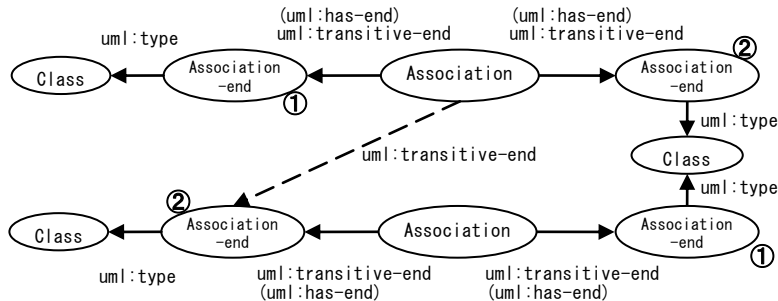 (uml:has-end)
uml:transitive-end
(uml:has-end)
uml:transitive-end
uml:type
②
Class
Association
-end
①
Association
Association
-end
uml:type
uml:transitive-end
Class
uml:type
②
Class
Association
-end
Association
Association
-end
①
uml:type
uml:transitive-end
(uml:has-end)
uml:transitive-end
(uml:has-end)